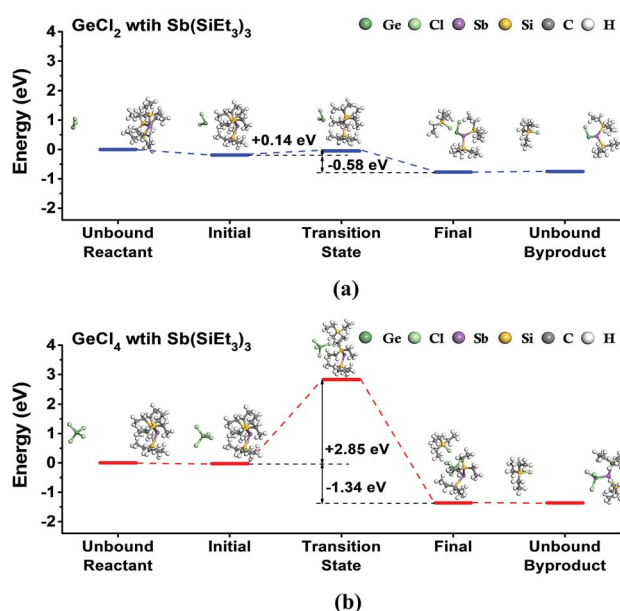 GeCl2 wtih Sb(SiEt3)3
Ge Cl Sb Si C H
Energy (eV)
4
3
2
1
0
-1
-2
+0.14 eV
-0.58 eV
Unbound Reactant
Initial
Transition State
Final
Unbound Byproduct
(a)
GeCl4 wtih Sb(SiEt3)3
Ge Cl Sb Si C H
Energy (eV)
4
3
2
1
0
-1
-2
+2.85 eV
-1.34 eV
Unbound Reactant
Initial
Transition State
Final
Unbound Byproduct
(b)